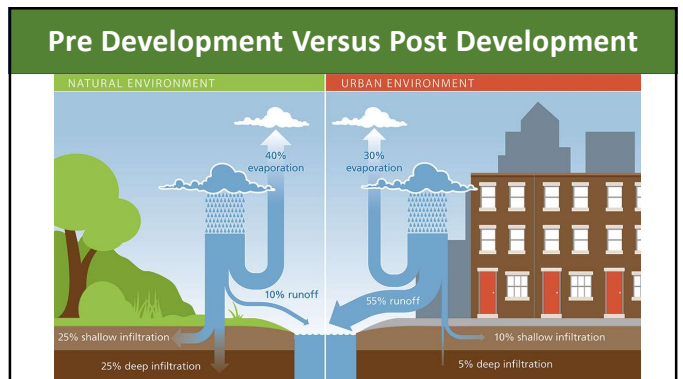 Pre Development Versus Post Development
NATURAL ENVIRONMENT
40%
evaporation
10% runoff
25% shallow infiltration
25% deep infiltration
URBAN ENVIRONMENT
30%
evaporation
55% runoff
10% shallow infiltration
5% deep infiltration